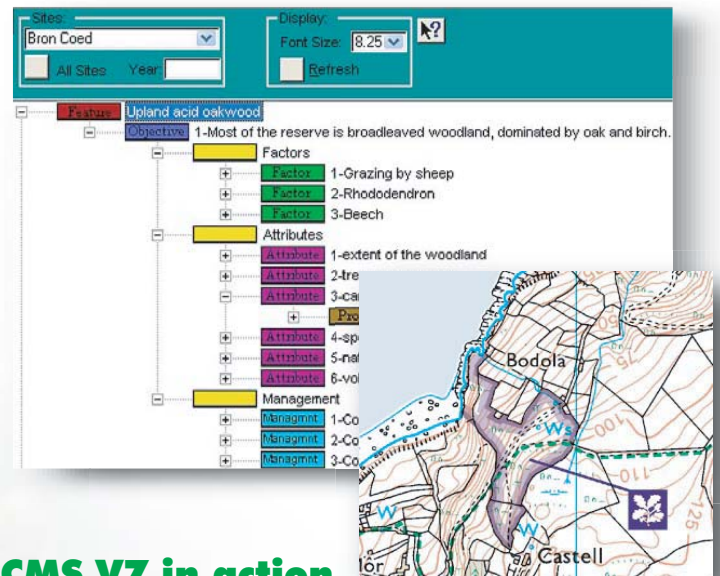 Sites:
Bron Coed
All Sites Year:
Display:
Font Size: 8.25
Refresh
Feature Upland acid oakwood
Objective 1-Most of the reserve is broadleaved woodland, dominated by oak and birch.
Factors
Factor 1-Grazing by sheep
Factor 2-Rhododendron
Factor 3-Beech
Attributes
Attribute 1-extent of the woodland
Attribute 2-tre
Attribute 3-ca
Pro
Attribute 4-sp
Attribute 5-nat
Attribute 6-vo
Management
Managmnt 1-Co
Managmnt 2-Co
Managmnt 3-Co
Bodola
75
50
Ws
100
110
125
W
W
Castell
CMS V7 in action